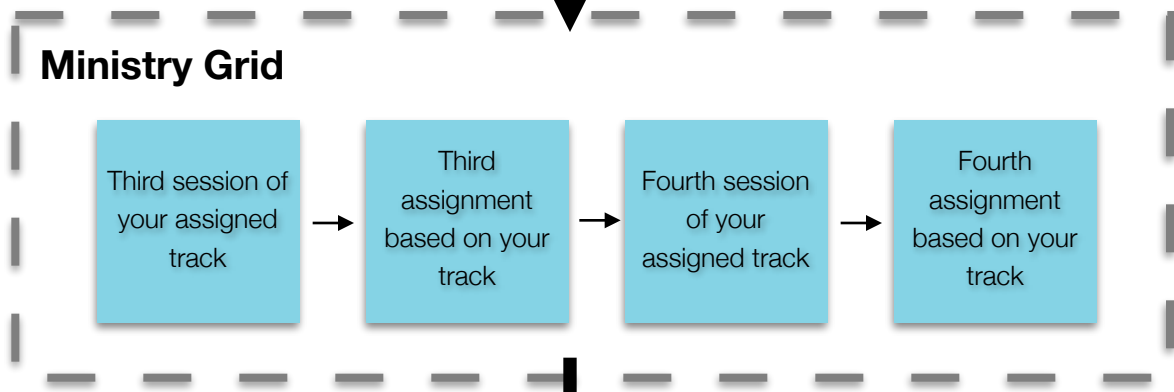 Ministry Grid
Third session of
your assigned
track
Third
assignment
based on your
track
Fourth session
of your
assigned track
Fourth
assignment
based on your
track